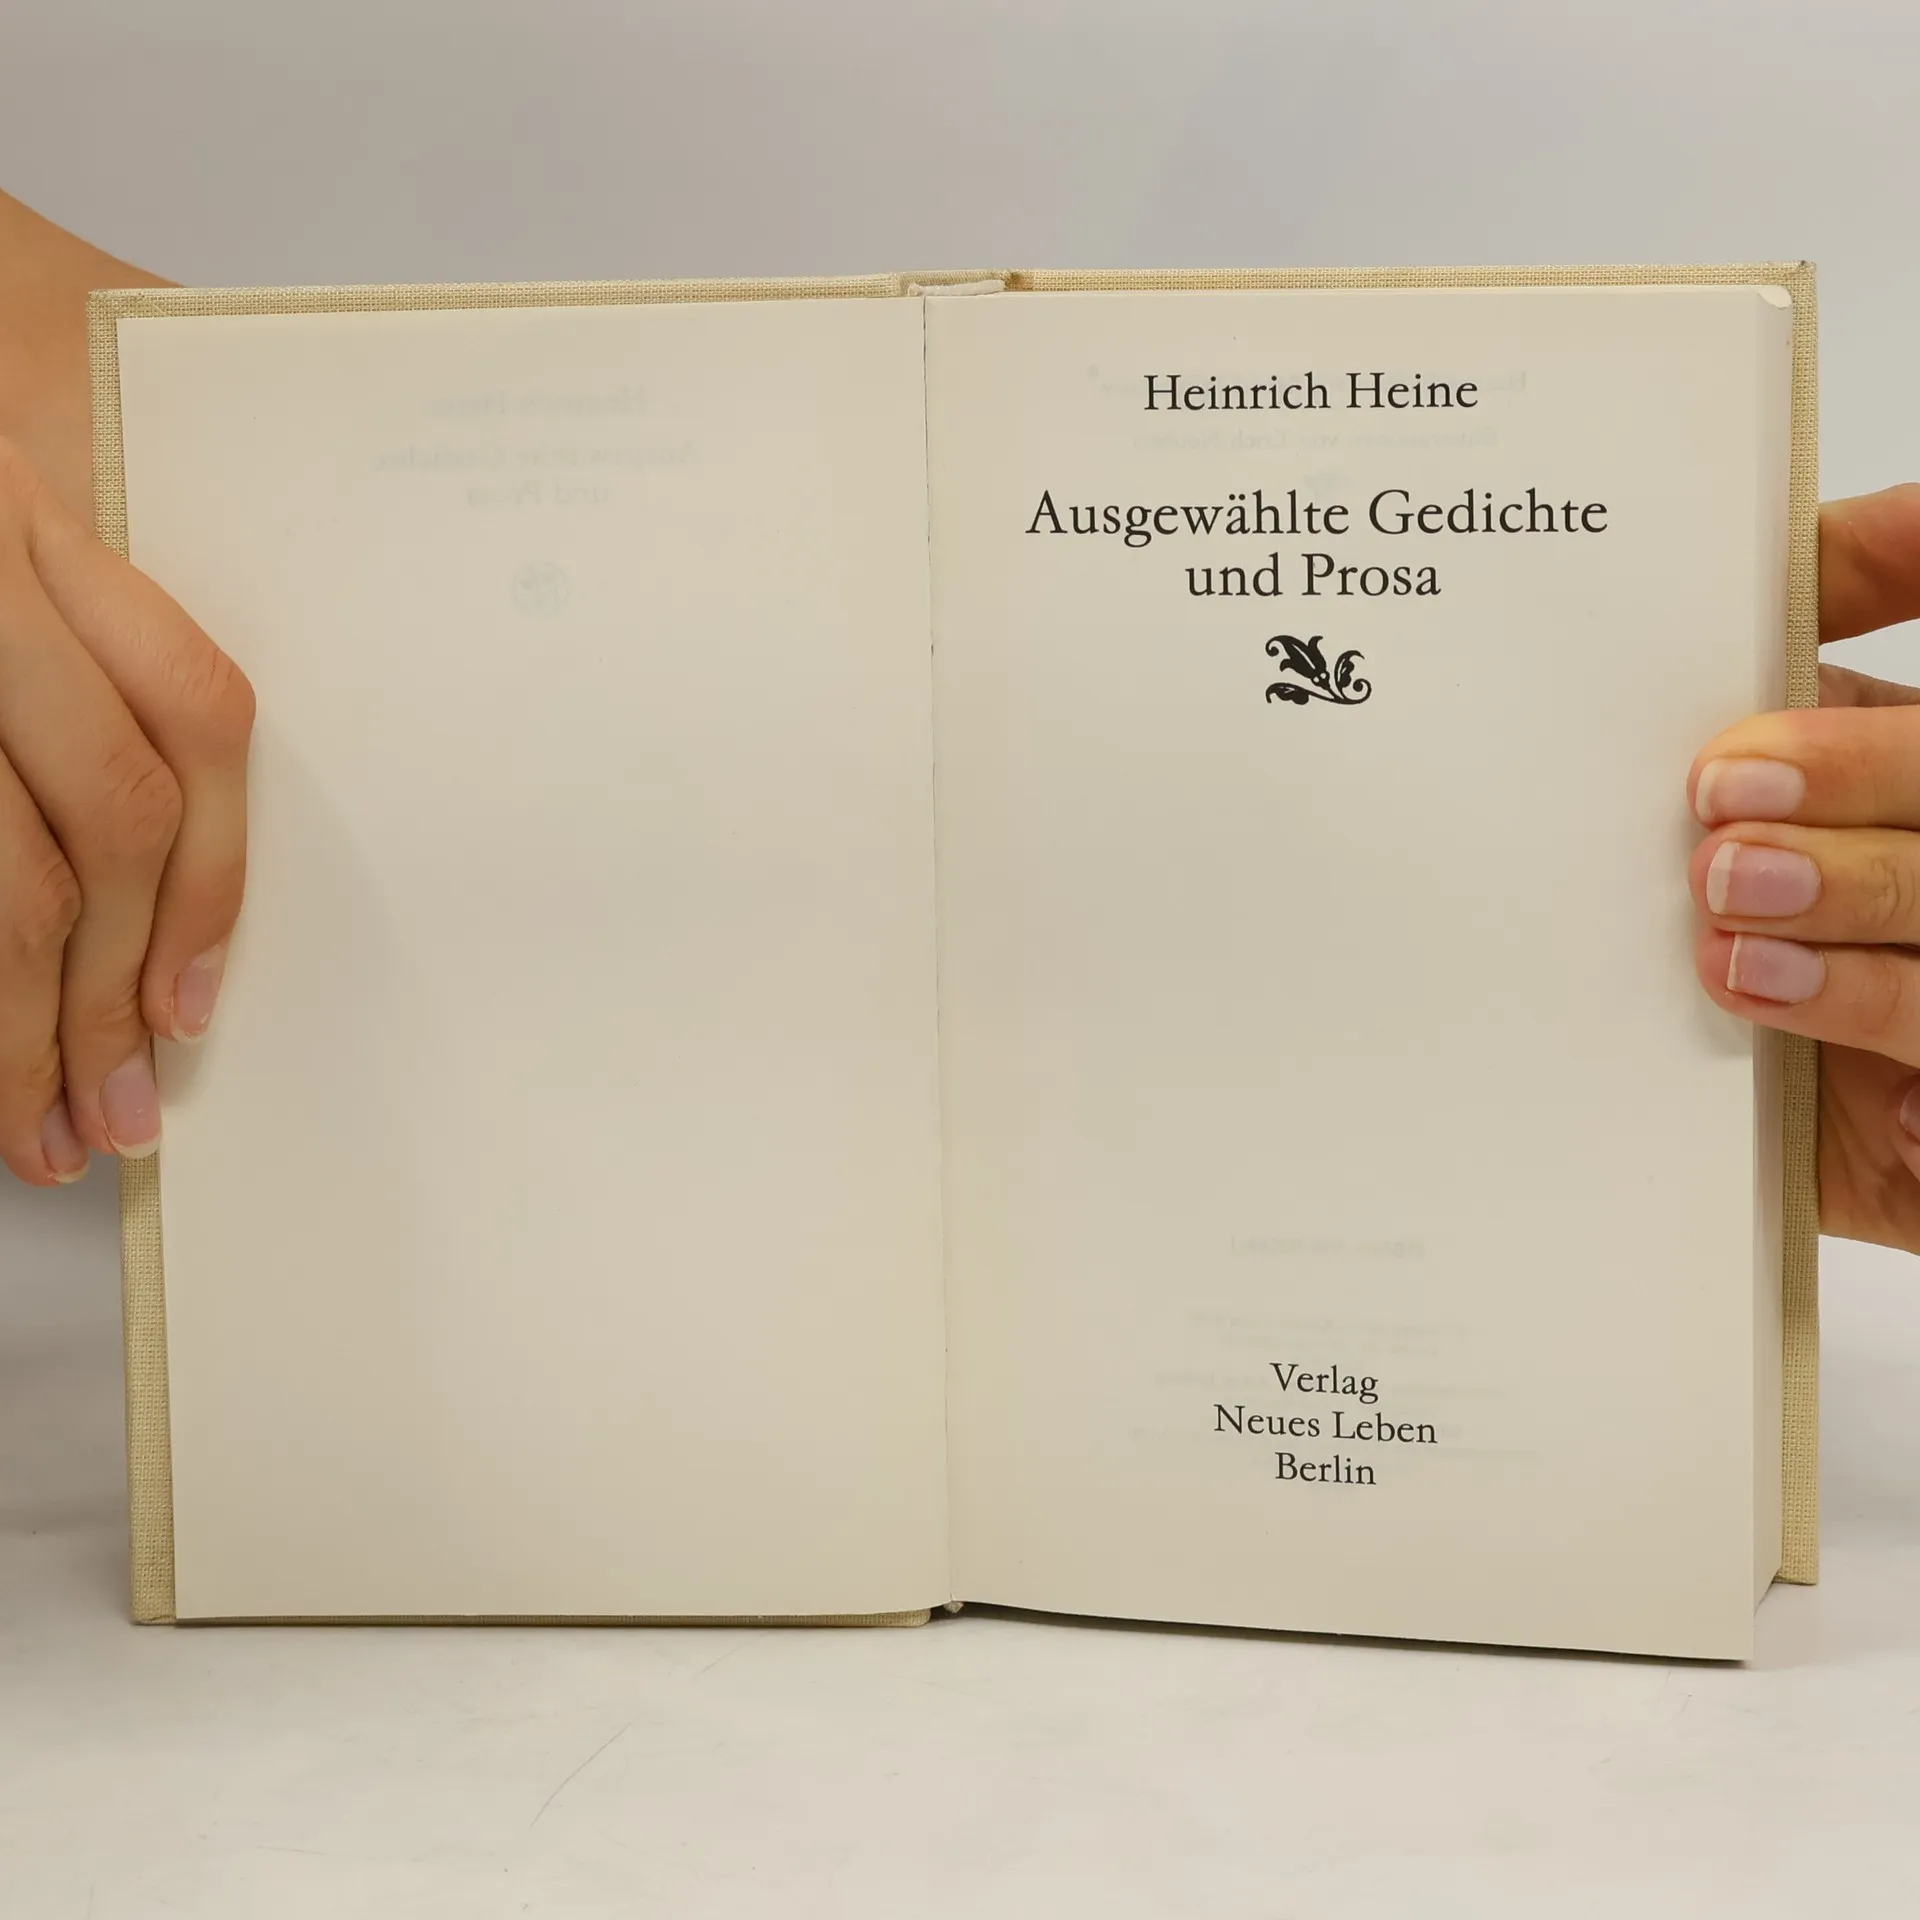 Heinrich Heine
Ausgewählte Gedichte
und Prosa
Verlag
Neues Leben
Berlin